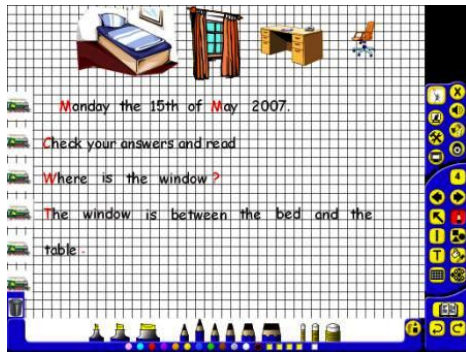 Monday the 15th of May 2007.
Check your answers and read
Where is the window ?
The window is between the bed and the
table.
4
T